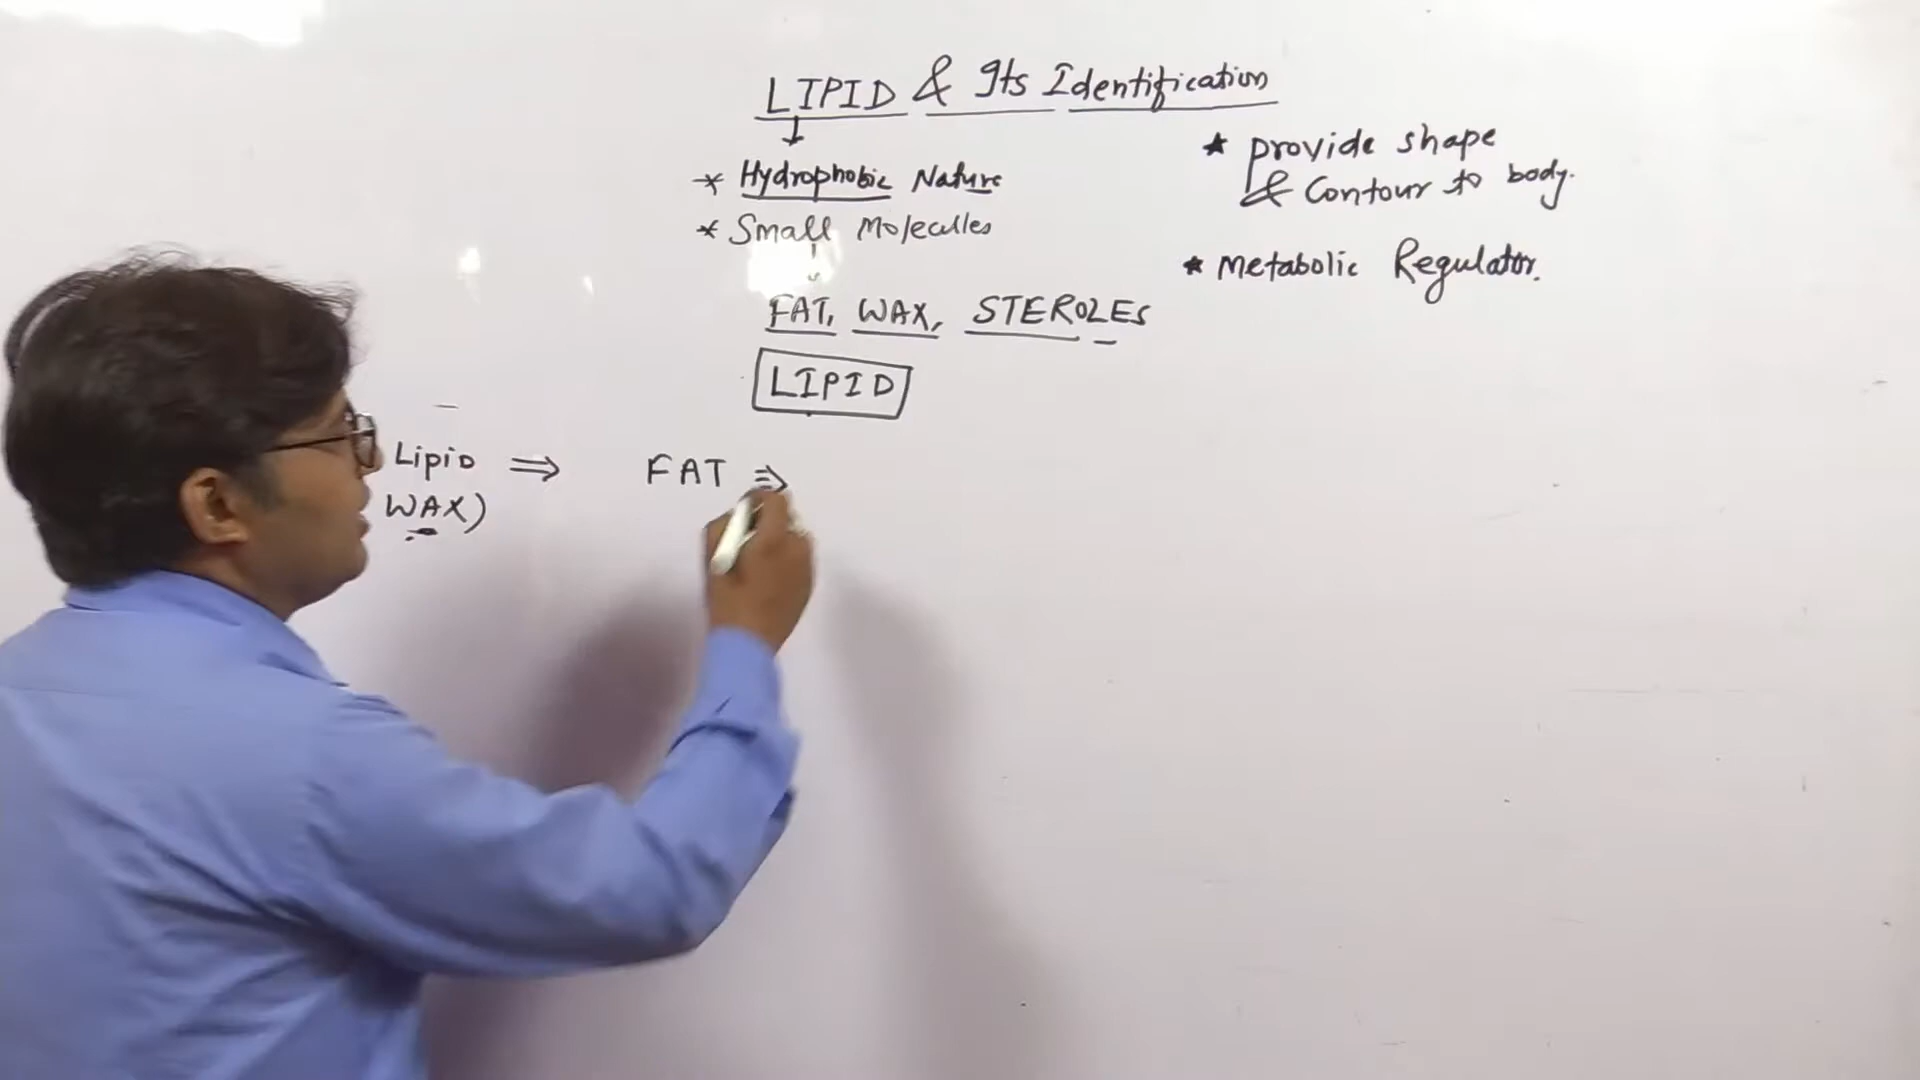 LIPID & Its Identification
* Hydrophobic Nature
* Small Moleculles
FAT, WAX, STEROLES
LIPID
* Provide shape
& Contour to body.
* Metabolic Regulator.
Lipid ⇒ FAT ⇒
WAX)